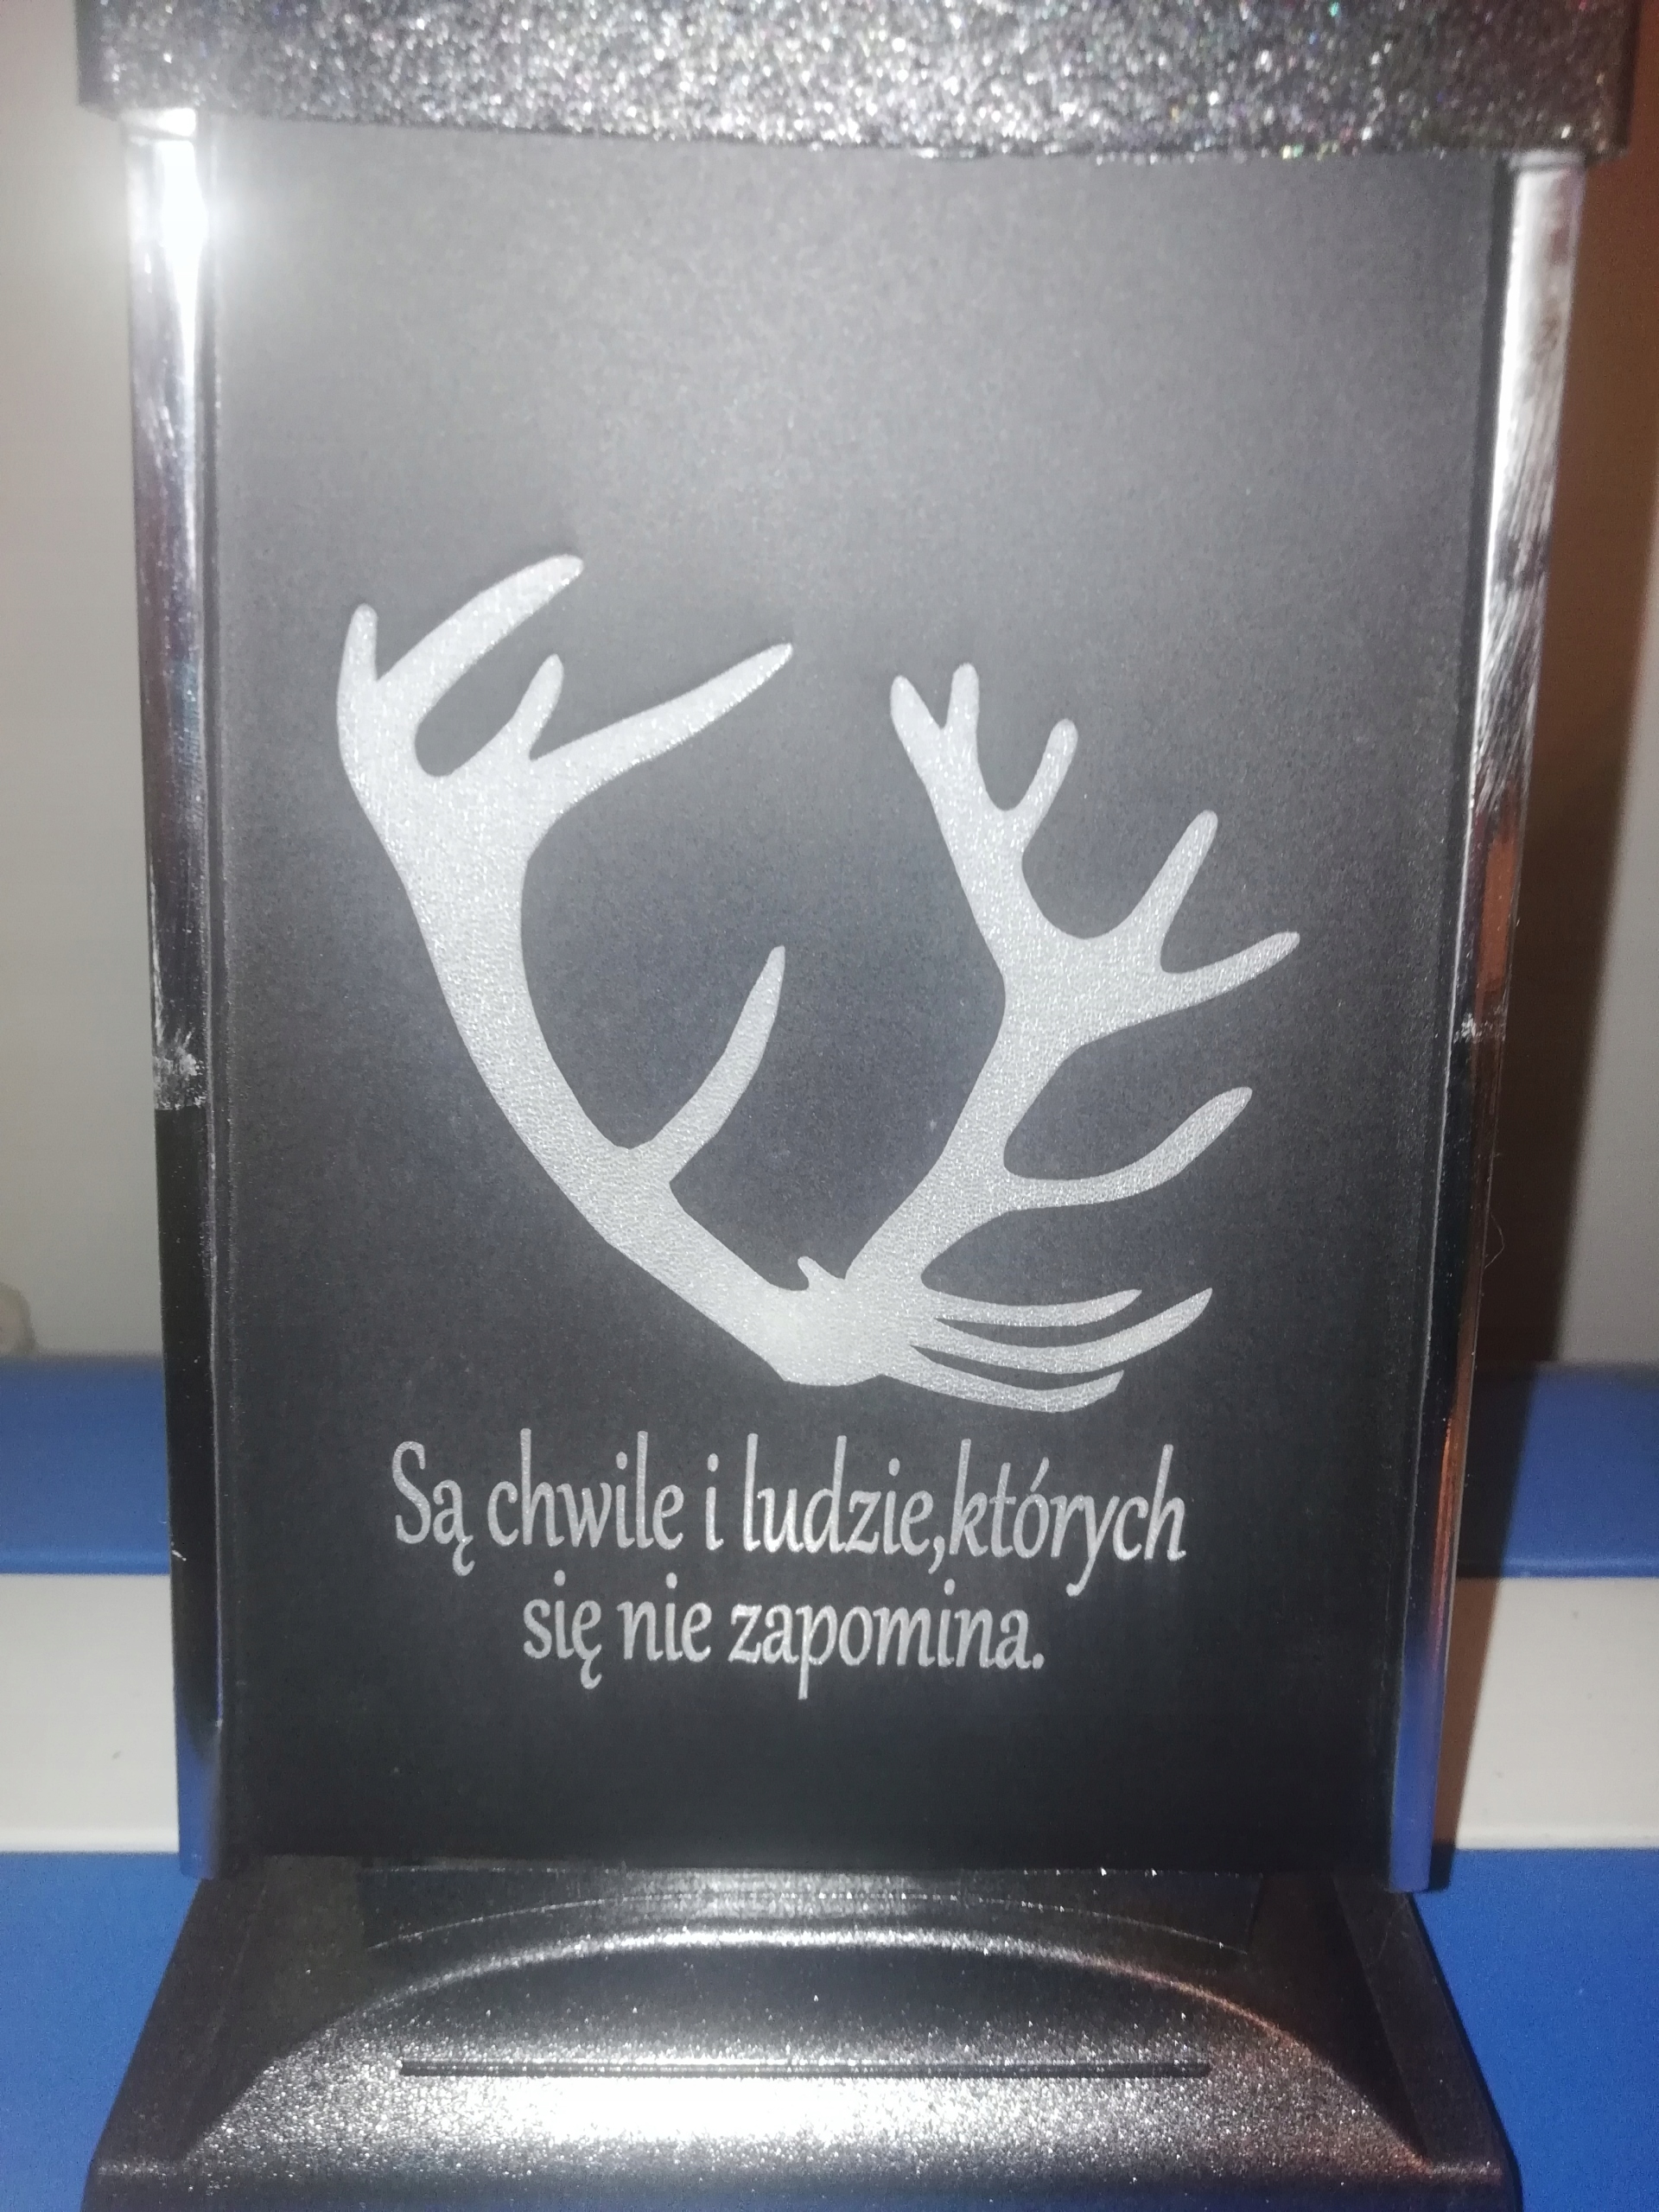 Są chwile i ludzie,których
się nie zapomina.